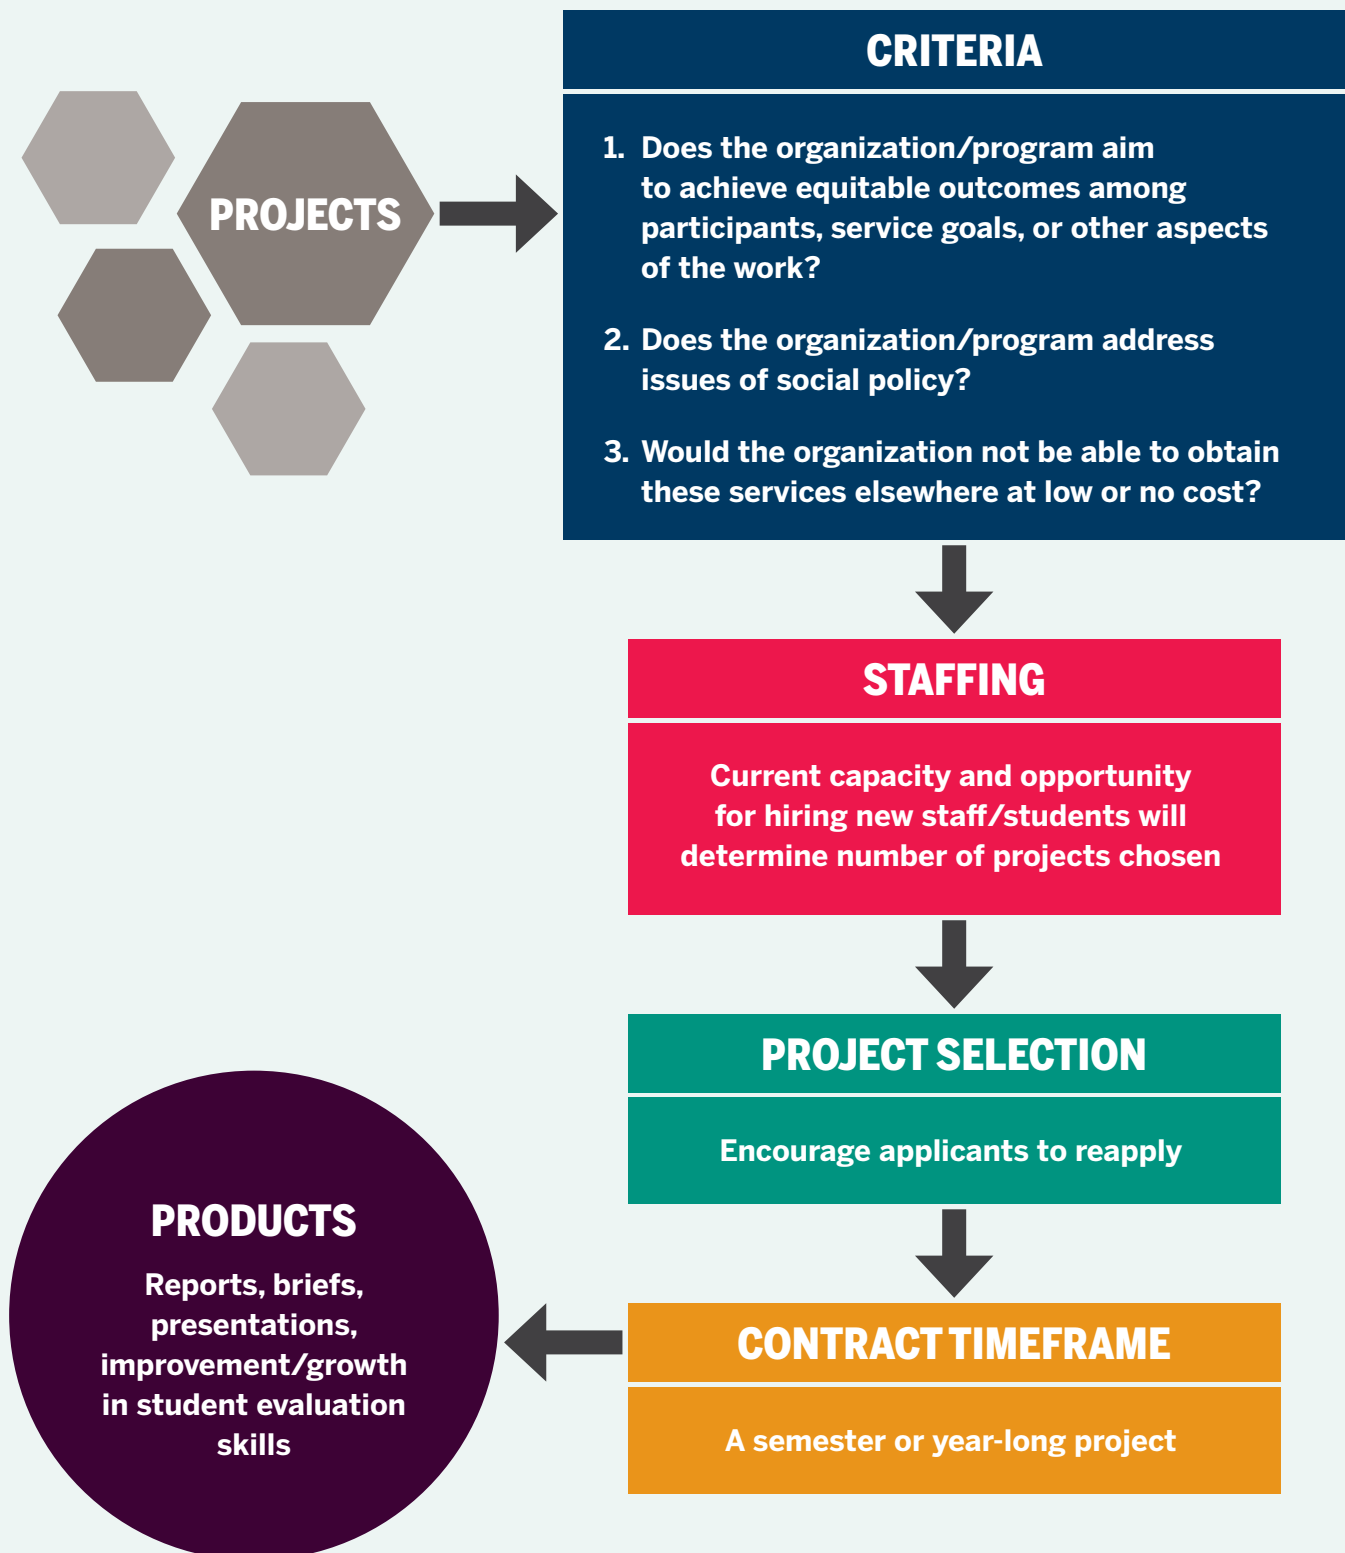 PROJECTS
CRITERIA
1. Does the organization/program aim
to achieve equitable outcomes among
participants, service goals, or other aspects
of the work?
2. Does the organization/program address
issues of social policy?
3. Would the organization not be able to obtain
these services elsewhere at low or no cost?
STAFFING
Current capacity and opportunity
for hiring new staff/students will
determine number of projects chosen
PROJECT SELECTION
Encourage applicants to reapply
CONTRACT TIMEFRAME
A semester or year-long project
PRODUCTS
Reports, briefs,
presentations,
improvement/growth
in student evaluation
skills